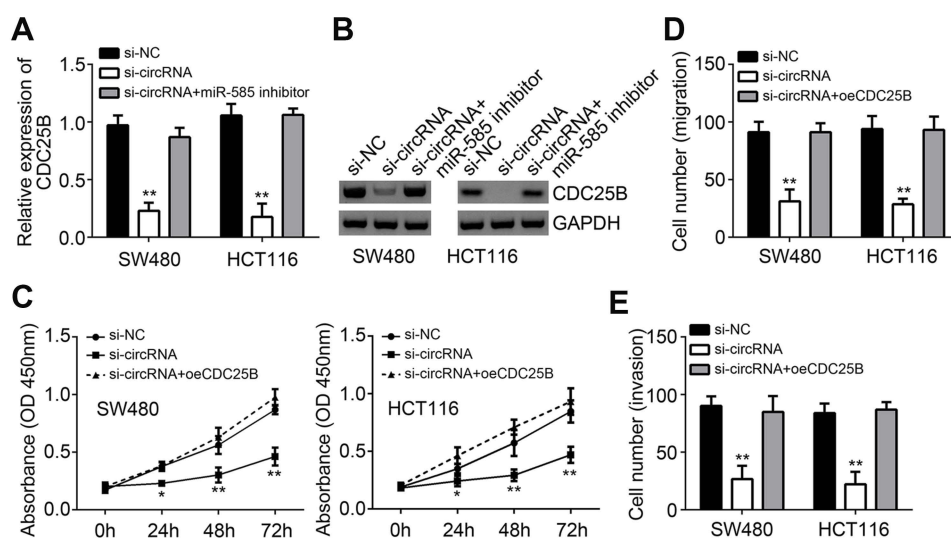 A
si-NC
si-circRNA
si-circRNA+miR-585 inhibitor
Relative expression of
CDC25B
1.5
1.0
0.5
0.0
**
**
SW480
HCT116
B
si-NC
si-circRNA
si-circRNA+
miR-585 inhibitor
si-NC
si-circRNA
si-circRNA+
miR-585 inhibitor
CDC25B
GAPDH
SW480
HCT116
C
Absorbance (OD 450nm)
1.5
1.0
0.5
0.0
si-NC
si-circRNA
si-circRNA+oeCDC25B
SW480
*
**
**
0h
24h
48h
72h
Absorbance (OD 450nm)
1.5
1.0
0.5
0.0
si-NC
si-circRNA
si-circRNA+oeCDC25B
HCT116
*
**
**
0h
24h
48h
72h
D
si-NC
si-circRNA
si-circRNA+oeCDC25B
Cell number (migration)
150
100
50
0
**
**
SW480
HCT116
E
si-NC
si-circRNA
si-circRNA+oeCDC25B
Cell number (invasion)
150
100
50
0
**
**
SW480
HCT116